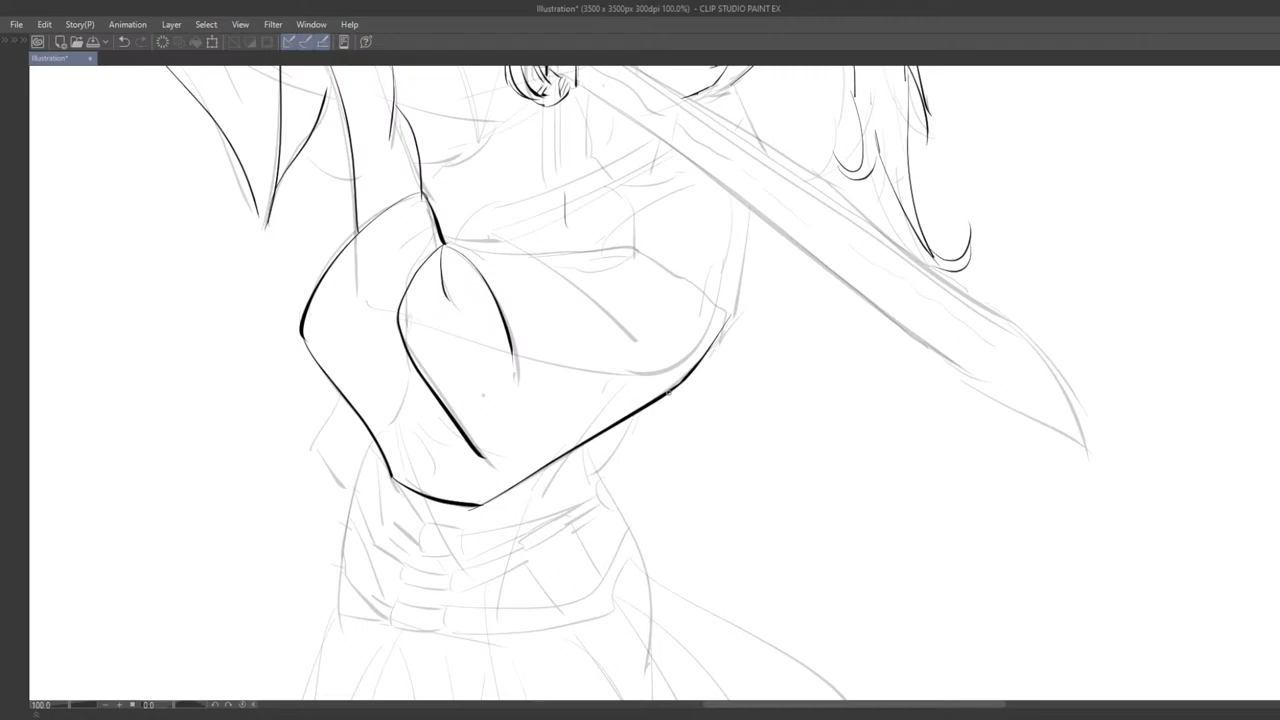 Illustration* (3500 x 3500px 300dpi 100.0%) - CLIP STUDIO PAINT EX
File Edit Story(P) Animation Layer Select View Filter Window Help
Illustration*
100.0 0.0